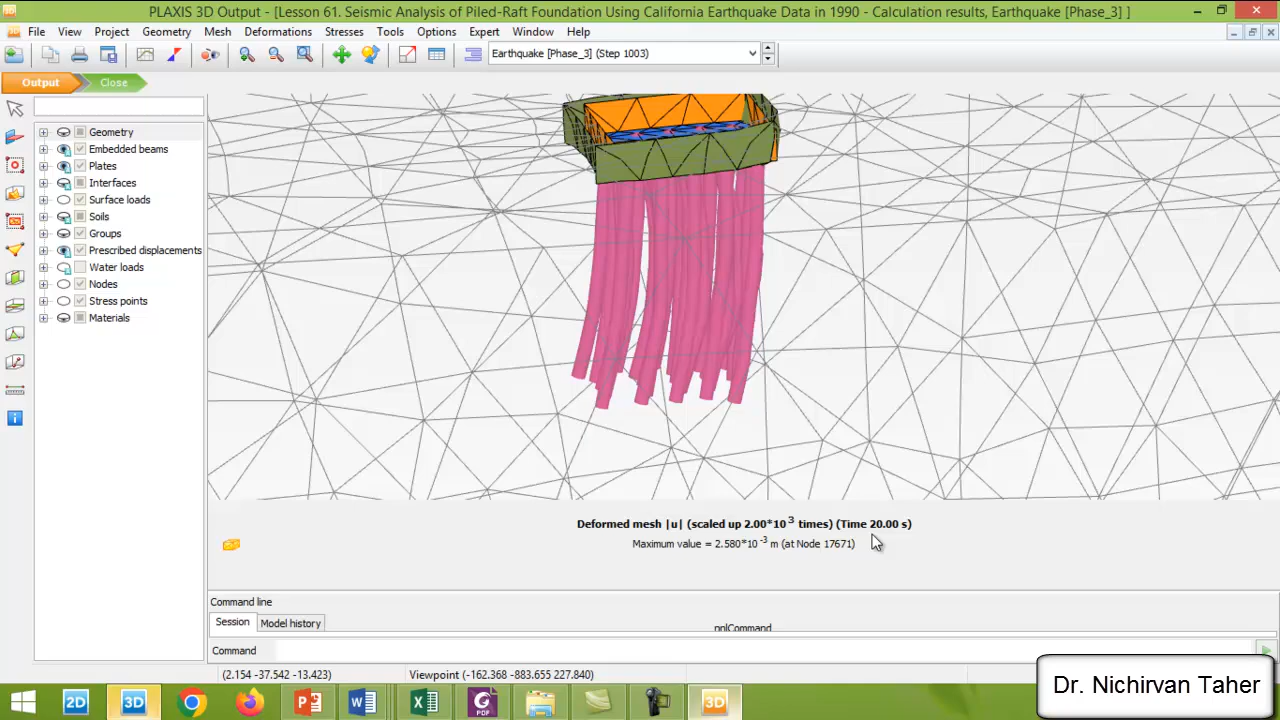 PLAXIS 3D Output - [Lesson 61. Seismic Analysis of Piled-Raft Foundation Using California Earthquake Data in 1990 - Calculation results, Earthquake [Phase_3] ]
File View Project Geometry Mesh Deformations Stresses Tools Options Expert Window Help
Earthquake [Phase_3] (Step 1003)
Output Close
Geometry
Embedded beams
Plates
Interfaces
Surface loads
Soils
Groups
Prescribed displacements
Water loads
Nodes
Stress points
Materials
Deformed mesh |u| (scaled up 2.00*10 3 times) (Time 20.00 s)
Maximum value = 2.580*10 -3 m (at Node 17671)
Command line
Session Model history
Command
(2.154 -37.542 -13.423) Viewpoint (-162.368 -883.655 227.840)
2D 3D PDF 3D
Dr. Nichirvan Taher